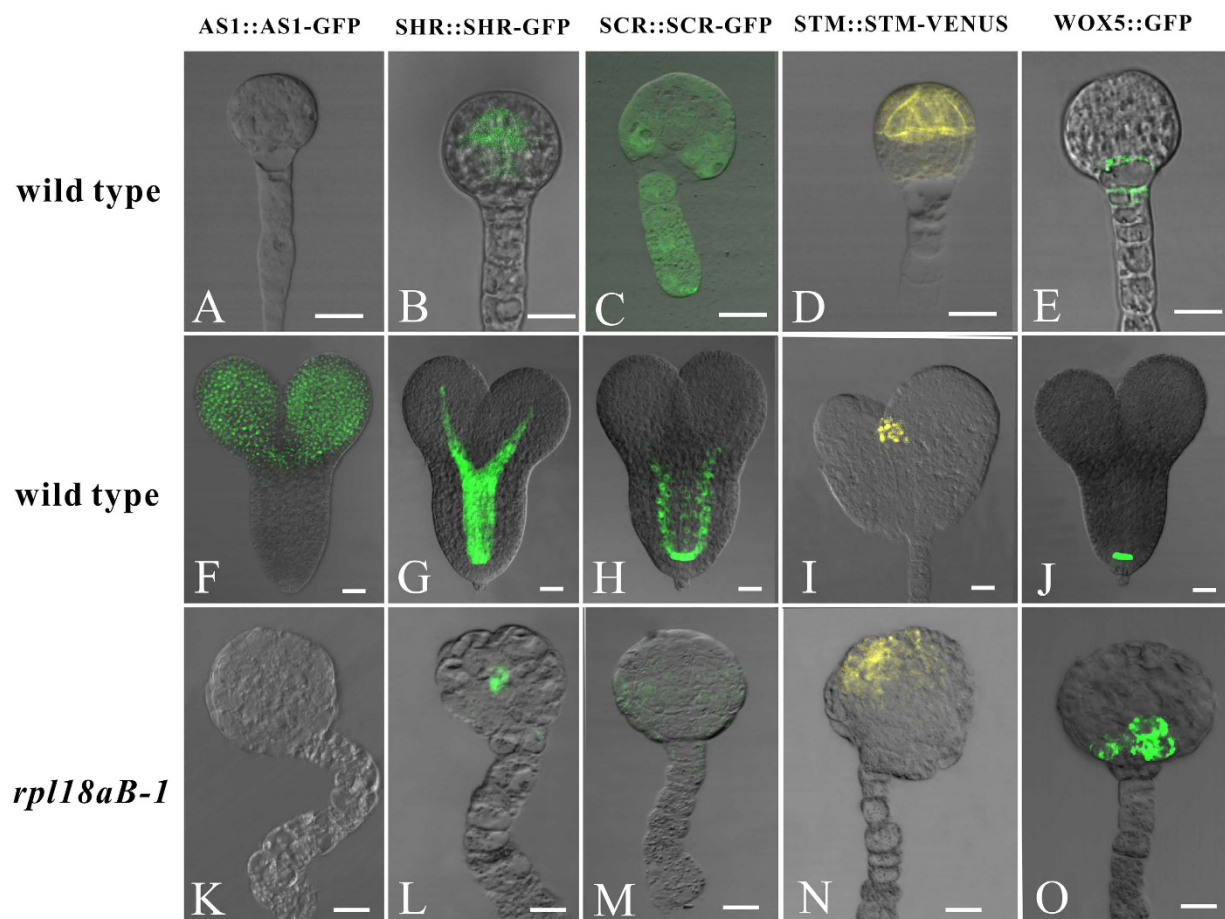 AS1::AS1-GFP SHR::SHR-GFP SCR::SCR-GFP STM::STM-VENUS WOX5::GFP
wild type
A B C D E
wild type
F G H I J
rpl18aB-1
K L M N O